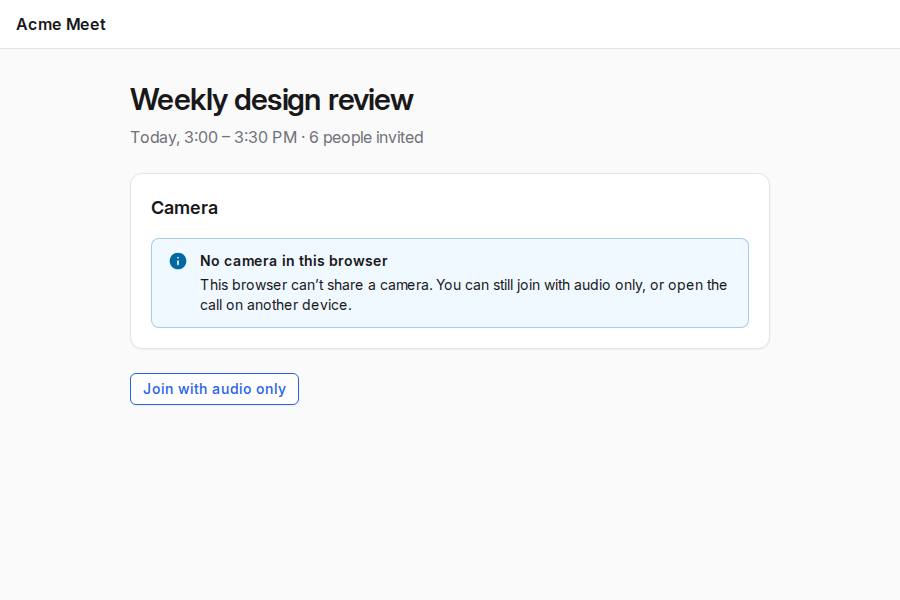 Acme Meet
Weekly design review
Today, 3:00 – 3:30 PM · 6 people invited
Camera
No camera in this browser
This browser can’t share a camera. You can still join with audio only, or open the
call on another device.
Join with audio only